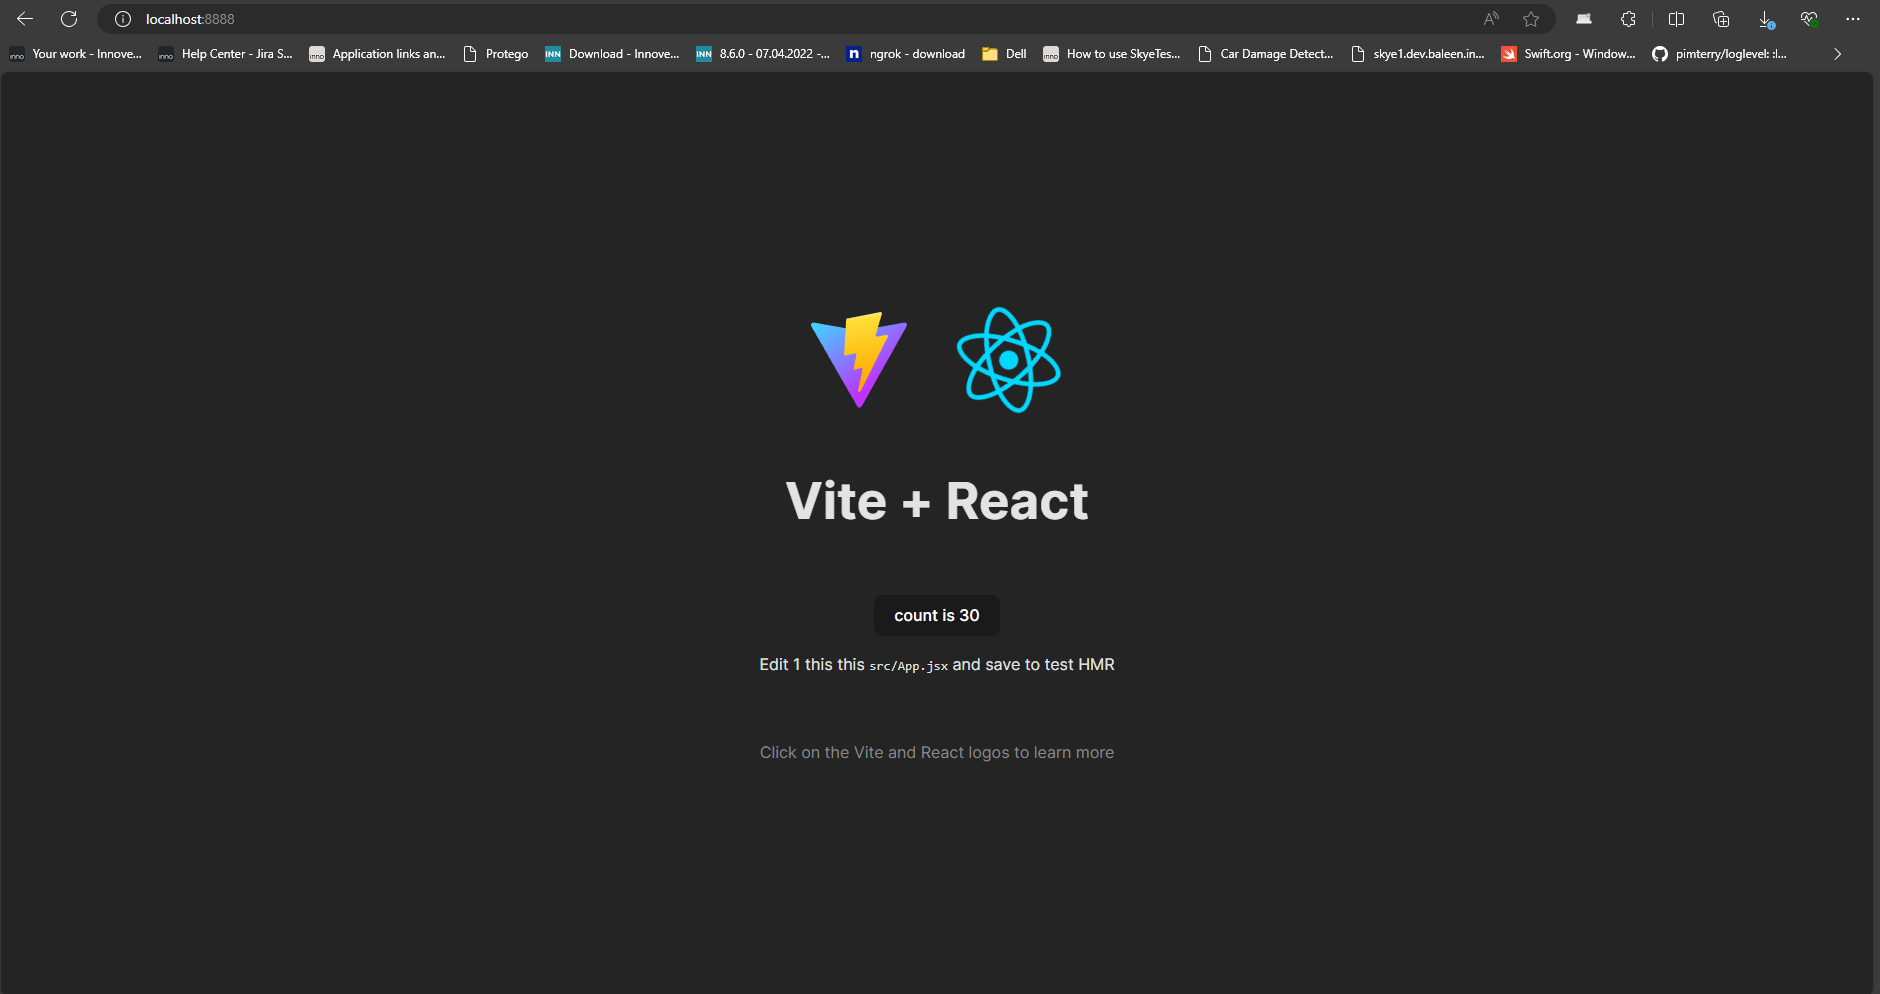 localhost:8888
Your work - Innove... Help Center - Jira S... Application links an... Protego INN Download - Innove... INN 8.6.0 - 07.04.2022 -... n ngrok - download Dell inno How to use SkyeTes... Car Damage Detect... skye1.dev.baleen.in... Swift.org - Window... pimterry/loglevel: :l...
Vite + React
count is 30
Edit 1 this this src/App.jsx and save to test HMR
Click on the Vite and React logos to learn more